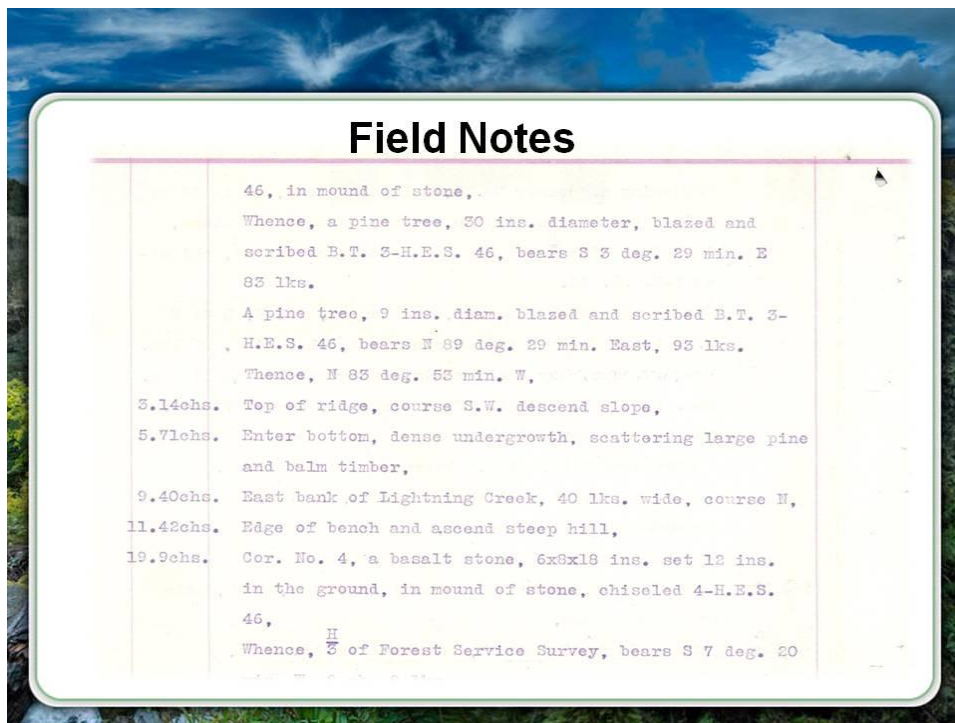 Field Notes
46, in mound of stone,
Whence, a pine tree, 30 ins. diameter, blazed and
scribed B.T. 3-H.E.S. 46, bears S 3 deg. 29 min. E
83 lks.
A pine tree, 9 ins. diam. blazed and scribed B.T. 3-
H.E.S. 46, bears N 89 deg. 29 min. East, 93 lks.
Thence, N 83 deg. 53 min. W,
3.14chs. Top of ridge, course S.W. descend slope,
5.71chs. Enter bottom, dense undergrowth, scattering large pine
and balm timber,
9.40chs. East bank of Lightning Creek, 40 lks. wide, course N,
11.42chs. Edge of bench and ascend steep hill,
19.9chs. Cor. No. 4, a basalt stone, 6x8x18 ins. set 12 ins.
in the ground, in mound of stone, chiseled 4-H.E.S.
46,
Whence, H/3 of Forest Service Survey, bears S 7 deg. 20